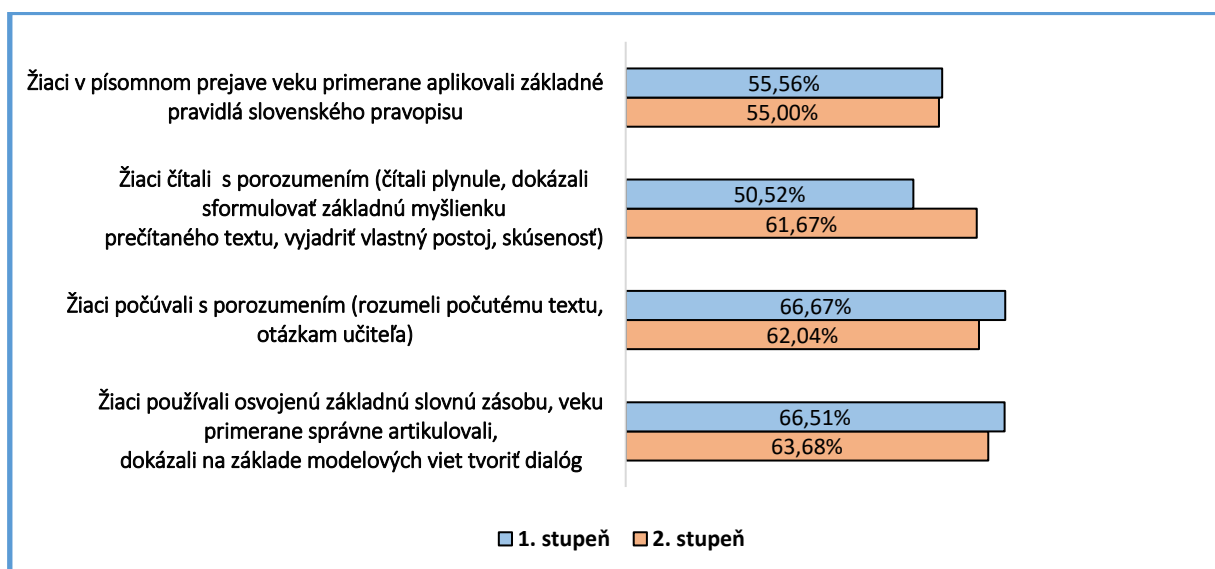 Žiaci v písomnom prejave veku primerane aplikovali základné
pravidlá slovenského pravopisu
55,56%
55,00%
Žiaci čítali  s porozumením (čítali plynule, dokázali
sformulovať základnú myšlienku
prečítaného textu, vyjadriť vlastný postoj, skúsenosť)
50,52%
61,67%
Žiaci počúvali s porozumením (rozumeli počutému textu,
otázkam učiteľa)
66,67%
62,04%
Žiaci používali osvojenú základnú slovnú zásobu, veku
primerane správne artikulovali,
dokázali na základe modelových viet tvoriť dialóg
66,51%
63,68%
1. stupeň 2. stupeň